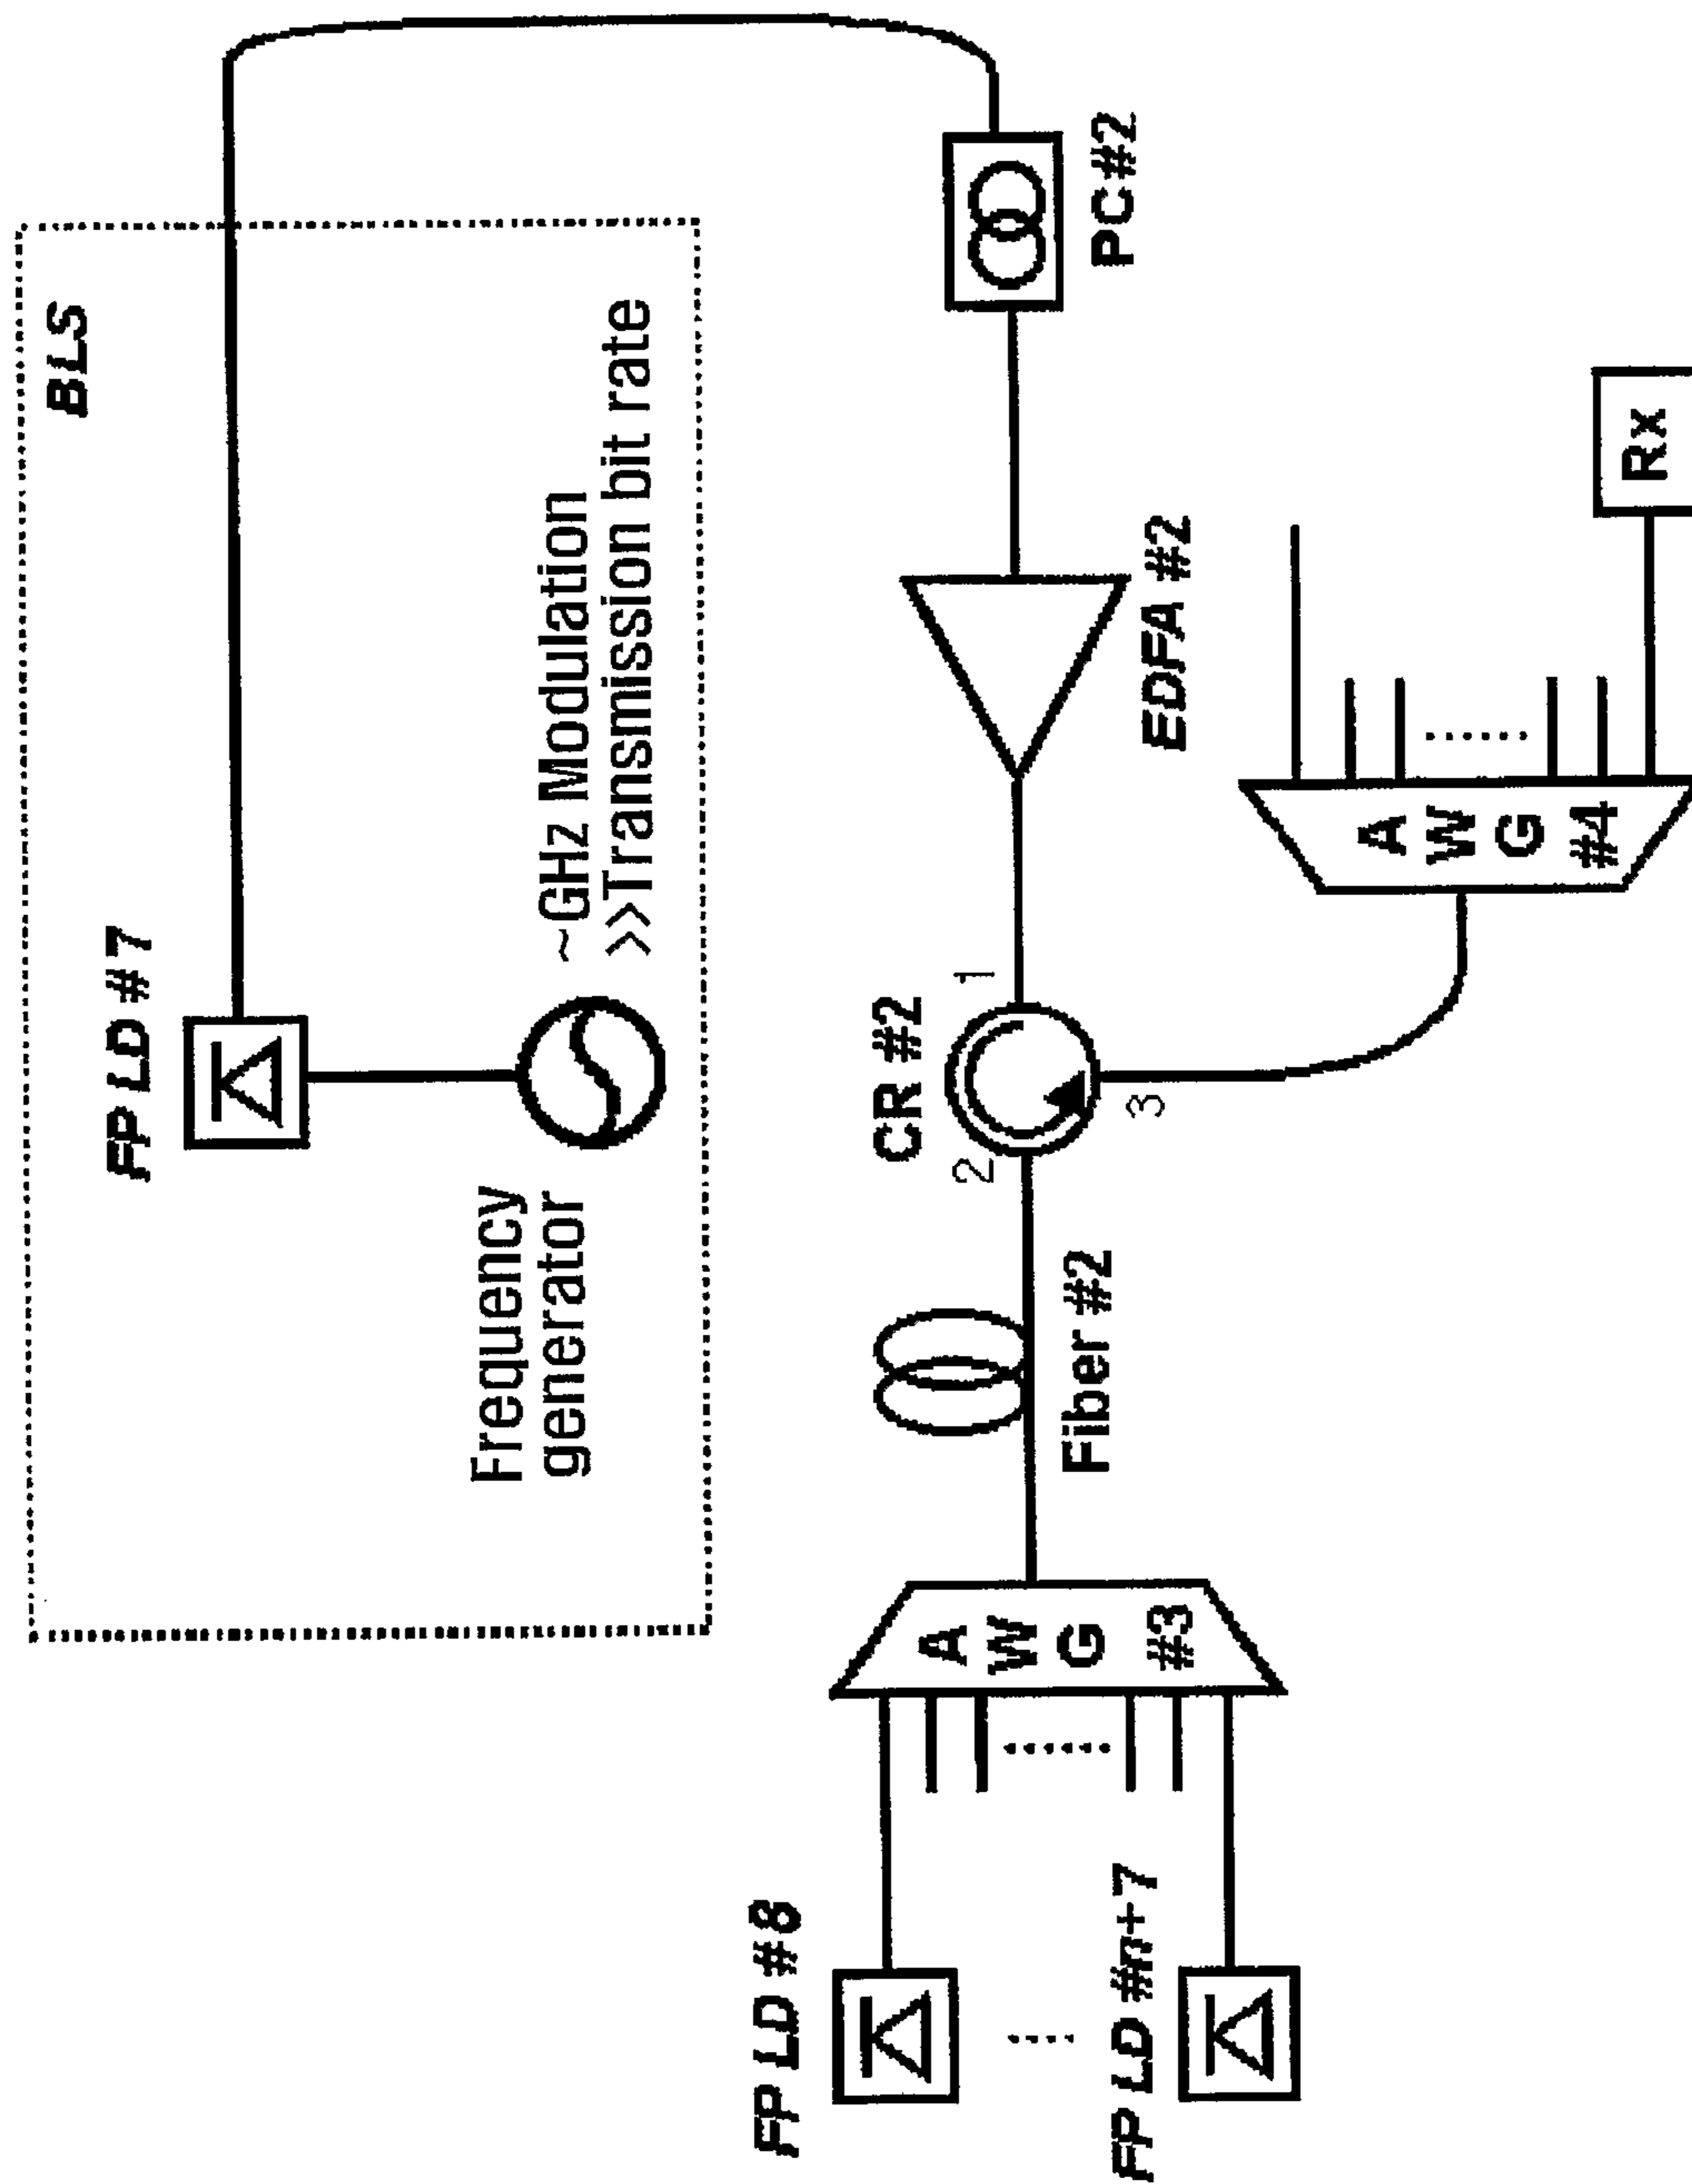 BLS
FP LD #7
Frequency
generator
~GHz Modulation
>>Transmission bit rate
PC#2
EDFA #2
CR #2
1
2
3
Fiber #2
A
W
G
#3
FP LD #8
FP LD #n+7
A
W
G
#4
Rx